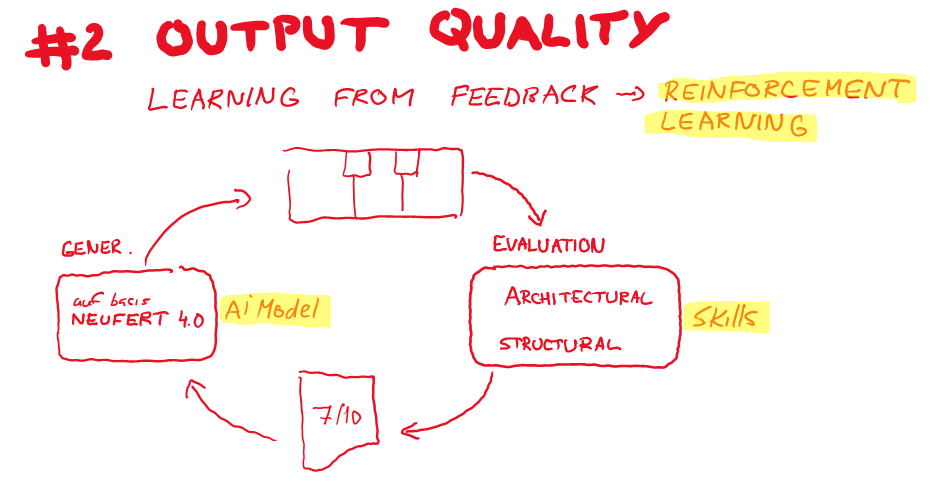 #2 OUTPUT QUALITY
LEARNING FROM FEEDBACK → REINFORCEMENT
LEARNING
GENER.
auf basis
NEUFERT 4.0
Ai Model
EVALUATION
ARCHITECTURAL
STRUCTURAL
Skills
7/10